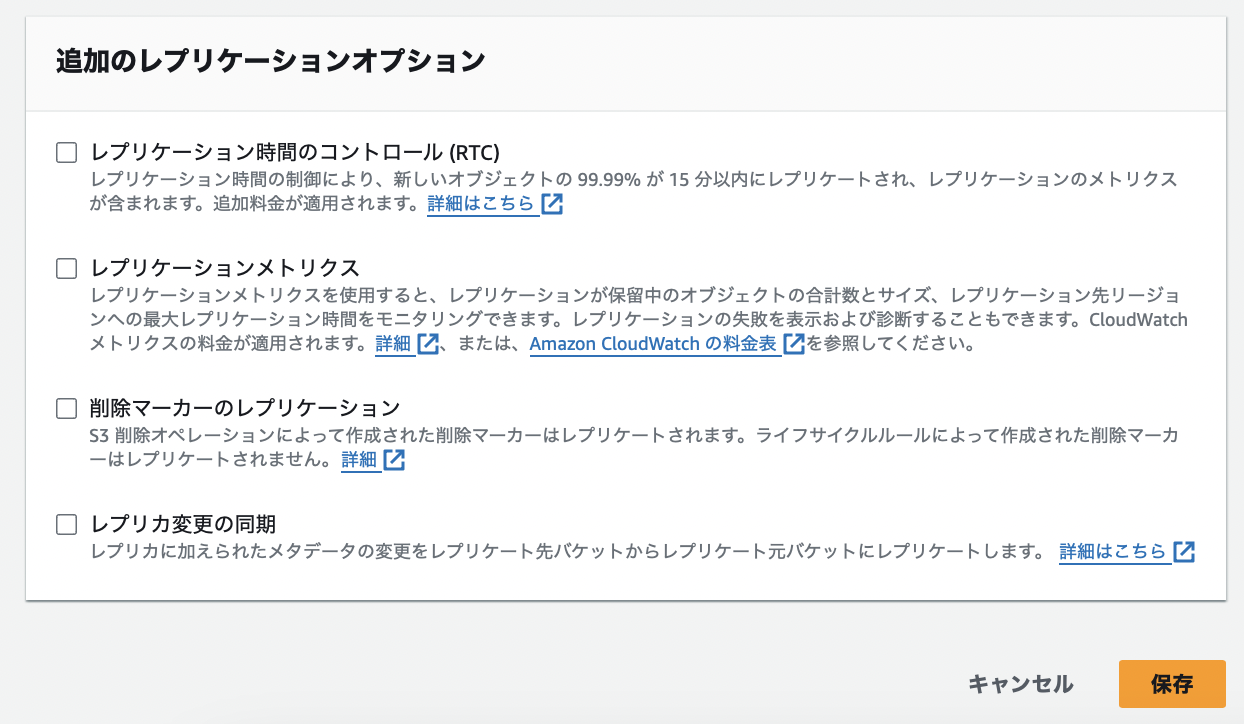 追加のレプリケーションオプション
レプリケーション時間のコントロール (RTC)
レプリケーション時間の制御により、新しいオブジェクトの 99.99% が 15 分以内にレプリケートされ、レプリケーションのメトリクス
が含まれます。追加料金が適用されます。詳細はこちら
レプリケーションメトリクス
レプリケーションメトリクスを使用すると、レプリケーションが保留中のオブジェクトの合計数とサイズ、レプリケーション先リージョ
ンへの最大レプリケーション時間をモニタリングできます。レプリケーションの失敗を表示および診断することもできます。CloudWatch
メトリクスの料金が適用されます。詳細、または、Amazon CloudWatch の料金表を参照してください。
削除マーカーのレプリケーション
S3 削除オペレーションによって作成された削除マーカーはレプリケートされます。ライフサイクルルールによって作成された削除マーカ
ーはレプリケートされません。詳細
レプリカ変更の同期
レプリカに加えられたメタデータの変更をレプリケート先バケットからレプリケート元バケットにレプリケートします。 詳細はこちら
キャンセル 保存